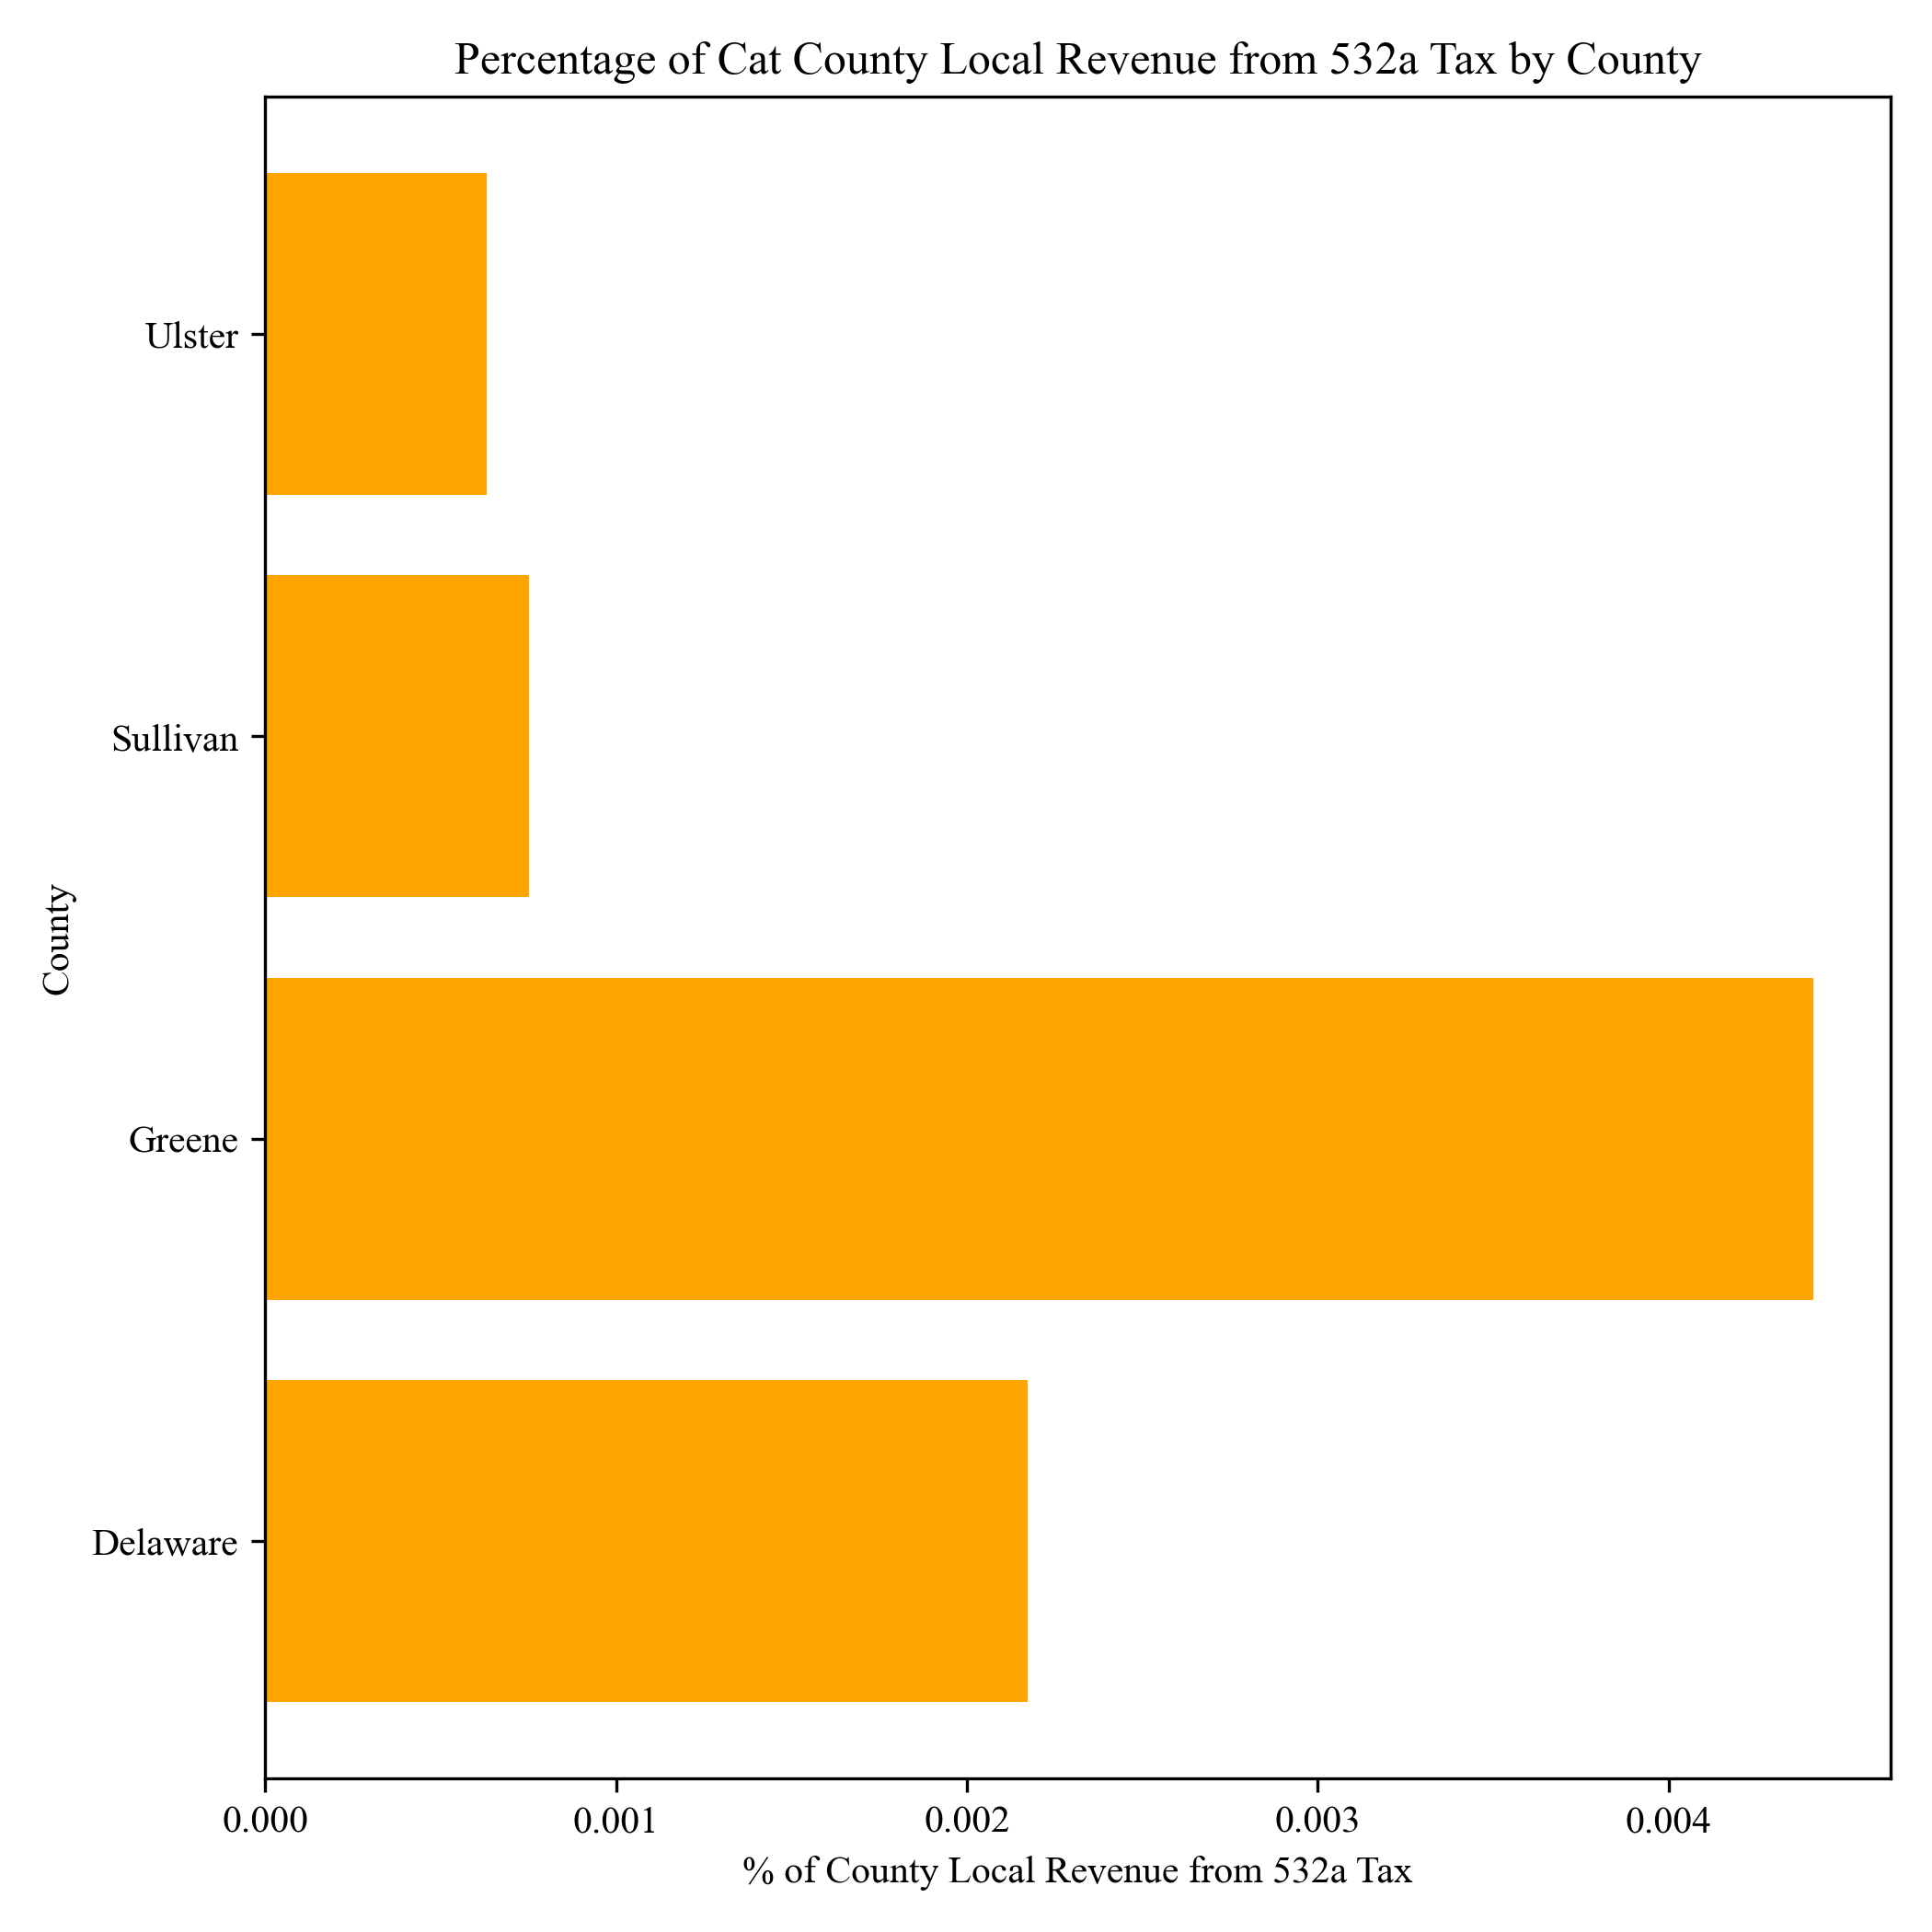 Percentage of Cat County Local Revenue from 532a Tax by County
Ulster
Sullivan
Greene
Delaware
County
0.000 0.001 0.002 0.003 0.004
% of County Local Revenue from 532a Tax